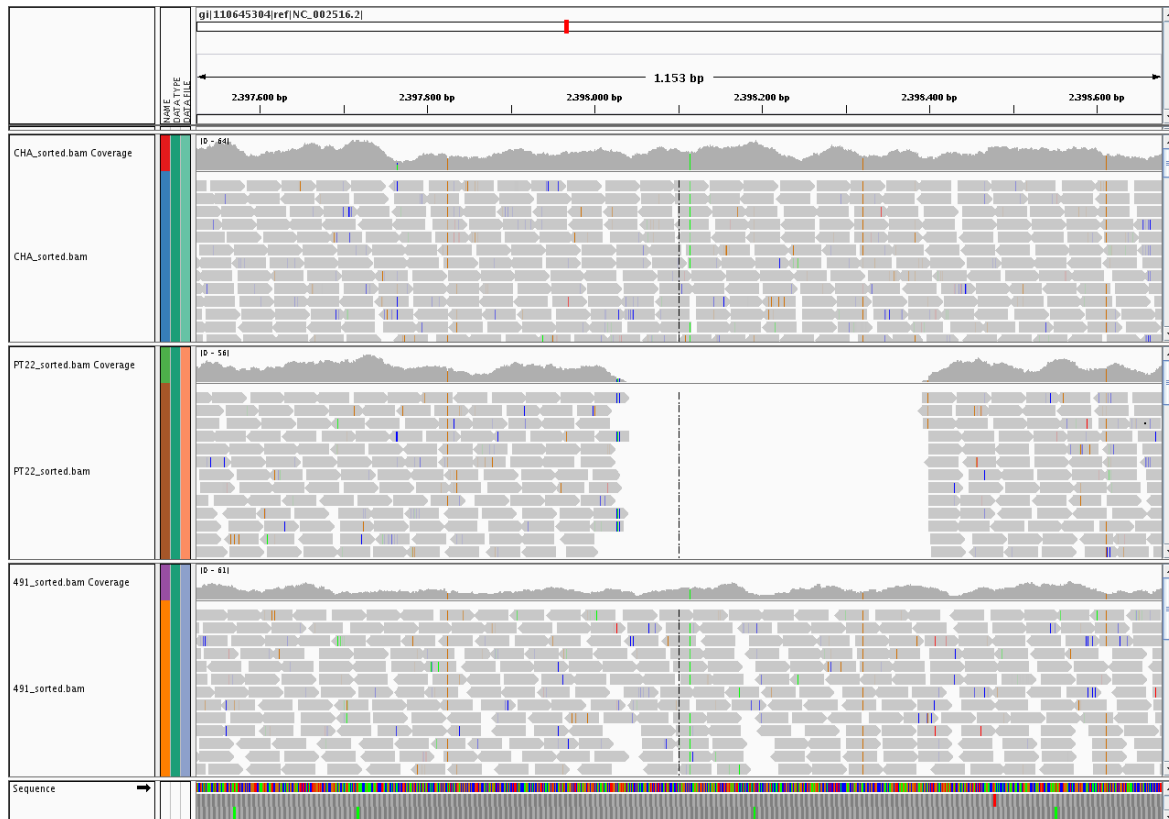 gi|110645304|ref|NC_002516.2|
1.153 bp
2.397.600 bp 2.397.800 bp 2.398.000 bp 2.398.200 bp 2.398.400 bp 2.398.600 bp
NAME
DATA TYPE
DATA FILE
CHA_sorted.bam Coverage
[0 - 64]
CHA_sorted.bam
PT22_sorted.bam Coverage
[0 - 56]
PT22_sorted.bam
491_sorted.bam Coverage
[0 - 61]
491_sorted.bam
Sequence